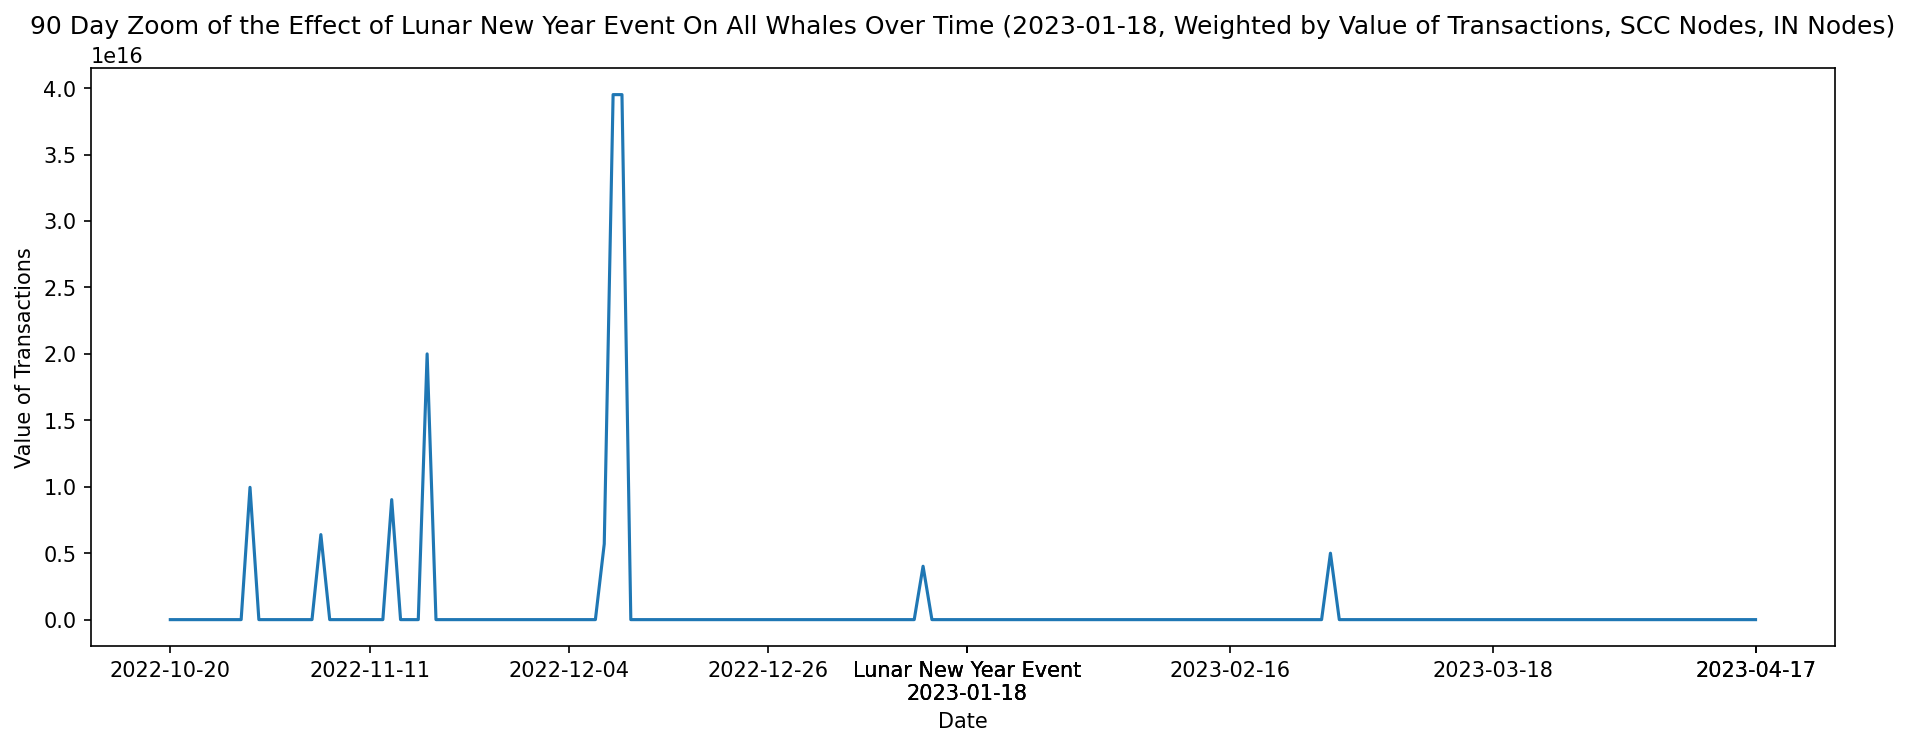 90 Day Zoom of the Effect of Lunar New Year Event On All Whales Over Time (2023-01-18, Weighted by Value of Transactions, SCC Nodes, IN Nodes)
1e16
4.0
3.5
3.0
2.5
2.0
1.5
1.0
0.5
0.0
Value of Transactions
2022-10-20 2022-11-11 2022-12-04 2022-12-26 Lunar New Year Event 2023-02-16 2023-03-18 2023-04-17
2023-01-18
Date